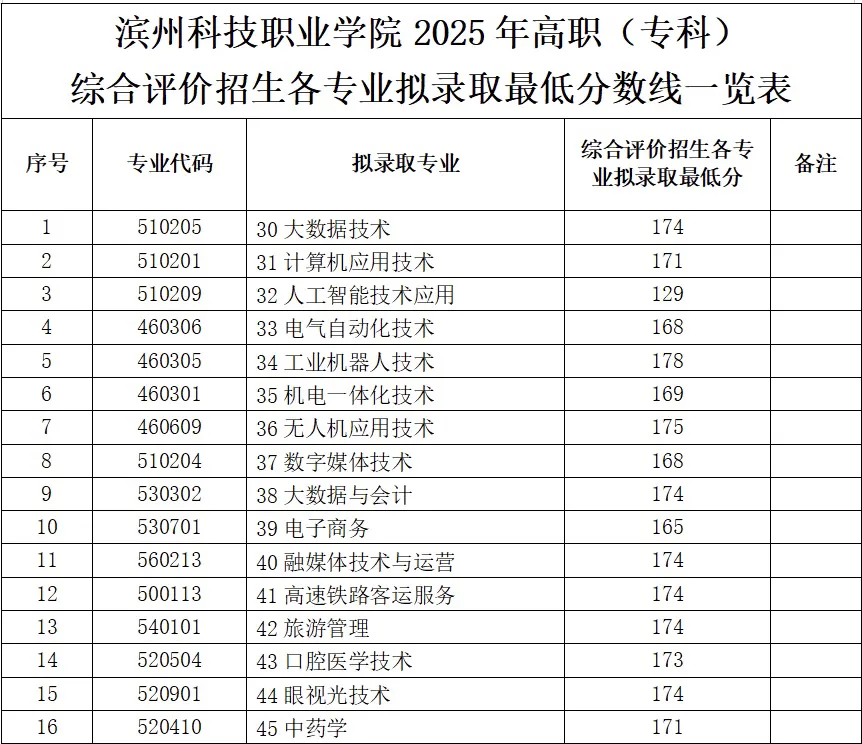 滨州科技职业学院 2025 年高职（专科）
综合评价招生各专业拟录取最低分数线一览表
序号 专业代码 拟录取专业 综合评价招生各专业拟录取最低分 备注
1 510205 30 大数据技术 174
2 510201 31 计算机应用技术 171
3 510209 32 人工智能技术应用 129
4 460306 33 电气自动化技术 168
5 460305 34 工业机器人技术 178
6 460301 35 机电一体化技术 169
7 460609 36 无人机应用技术 175
8 510204 37 数字媒体技术 168
9 530302 38 大数据与会计 174
10 530701 39 电子商务 165
11 560213 40 融媒体技术与运营 174
12 500113 41 高速铁路客运服务 174
13 540101 42 旅游管理 174
14 520504 43 口腔医学技术 173
15 520901 44 眼视光技术 174
16 520410 45 中药学 171